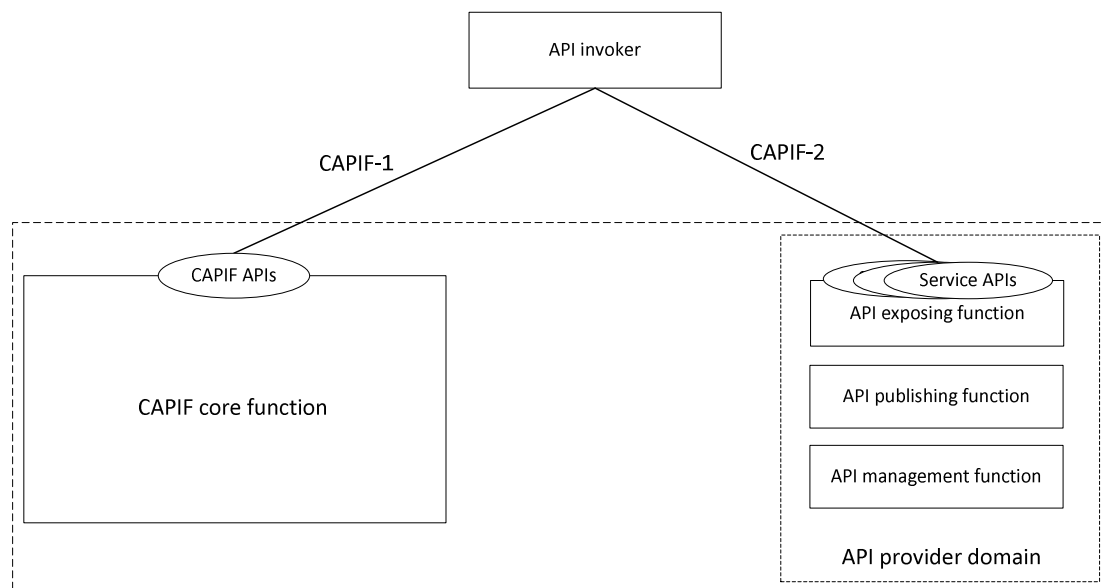 API invoker
CAPIF-1
CAPIF-2
CAPIF APIs
Service APIs
API exposing function
CAPIF core function
API publishing function
API management function
API provider domain